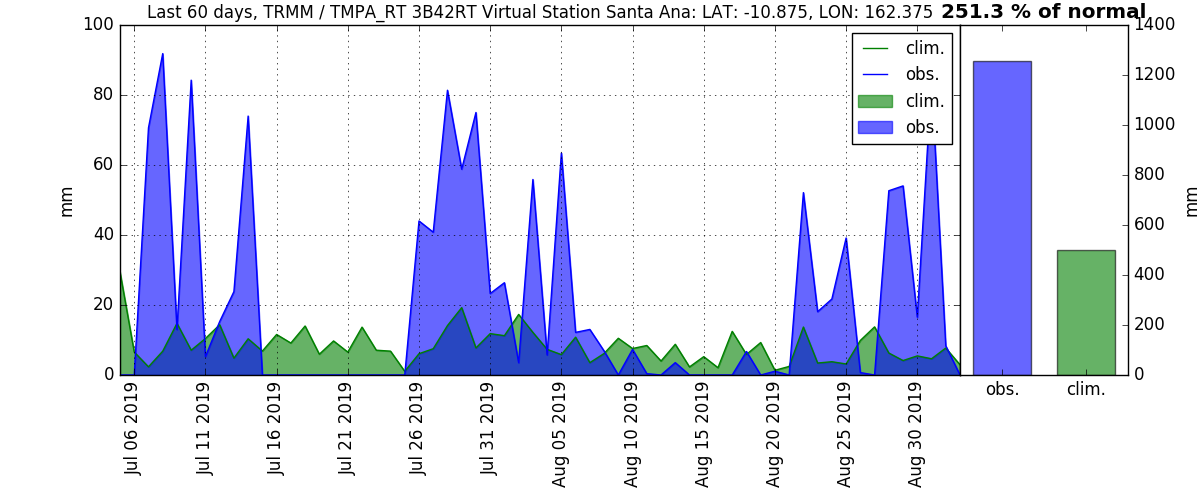 Last 60 days, TRMM / TMPA_RT 3B42RT Virtual Station Santa Ana: LAT: -10.875, LON: 162.375 251.3 % of normal
clim.
obs.
clim.
obs.
100
80
60
40
20
0
mm
1400
1200
1000
800
600
400
200
0
mm
obs.
clim.
Jul 06 2019
Jul 11 2019
Jul 16 2019
Jul 21 2019
Jul 26 2019
Jul 31 2019
Aug 05 2019
Aug 10 2019
Aug 15 2019
Aug 20 2019
Aug 25 2019
Aug 30 2019